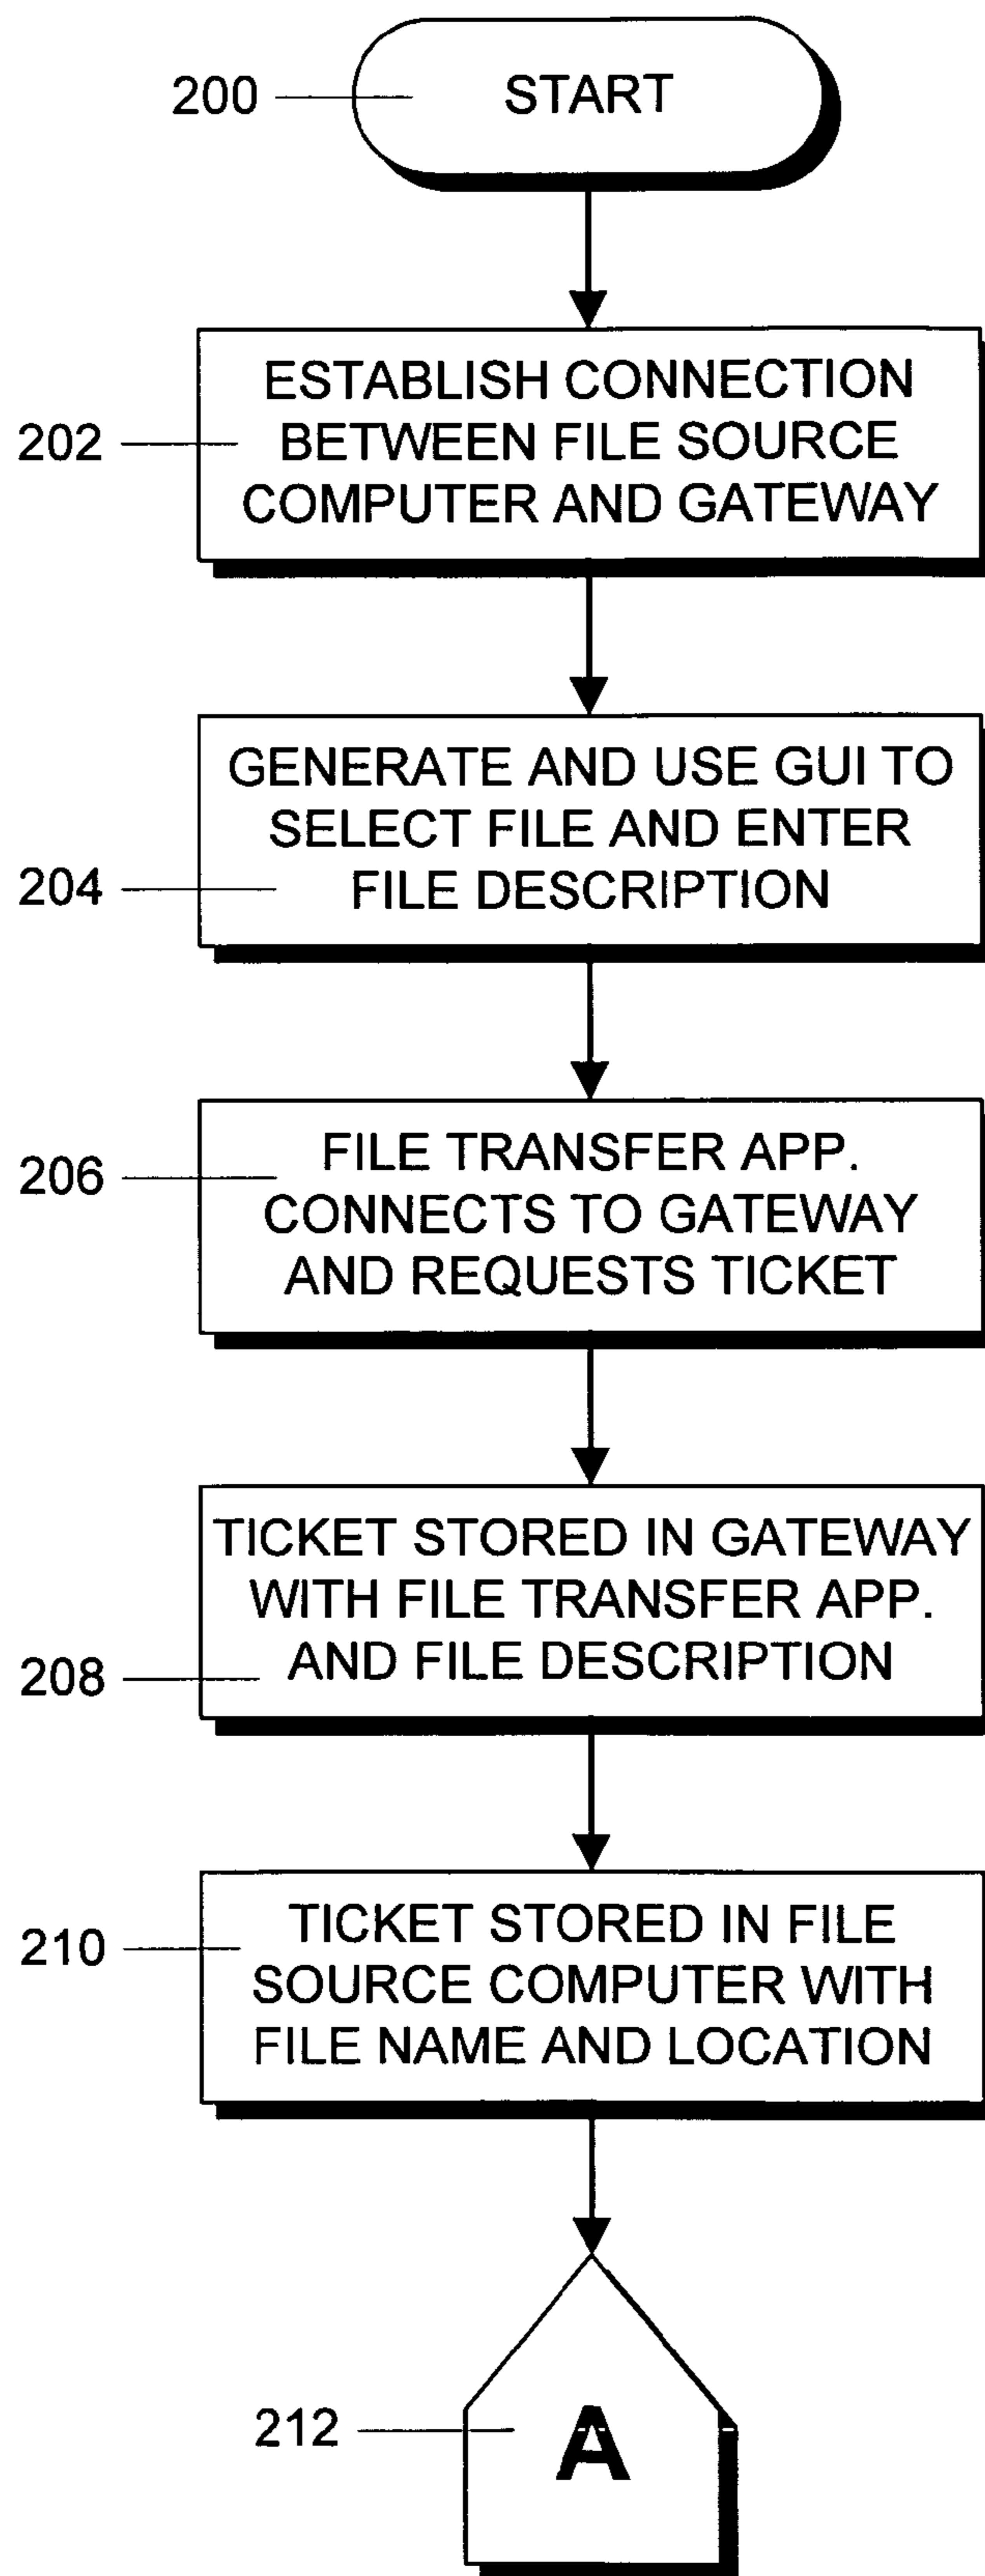 200
START
202
ESTABLISH CONNECTION
BETWEEN FILE SOURCE
COMPUTER AND GATEWAY
204
GENERATE AND USE GUI TO
SELECT FILE AND ENTER
FILE DESCRIPTION
206
FILE TRANSFER APP.
CONNECTS TO GATEWAY
AND REQUESTS TICKET
208
TICKET STORED IN GATEWAY
WITH FILE TRANSFER APP.
AND FILE DESCRIPTION
210
TICKET STORED IN FILE
SOURCE COMPUTER WITH
FILE NAME AND LOCATION
212
A